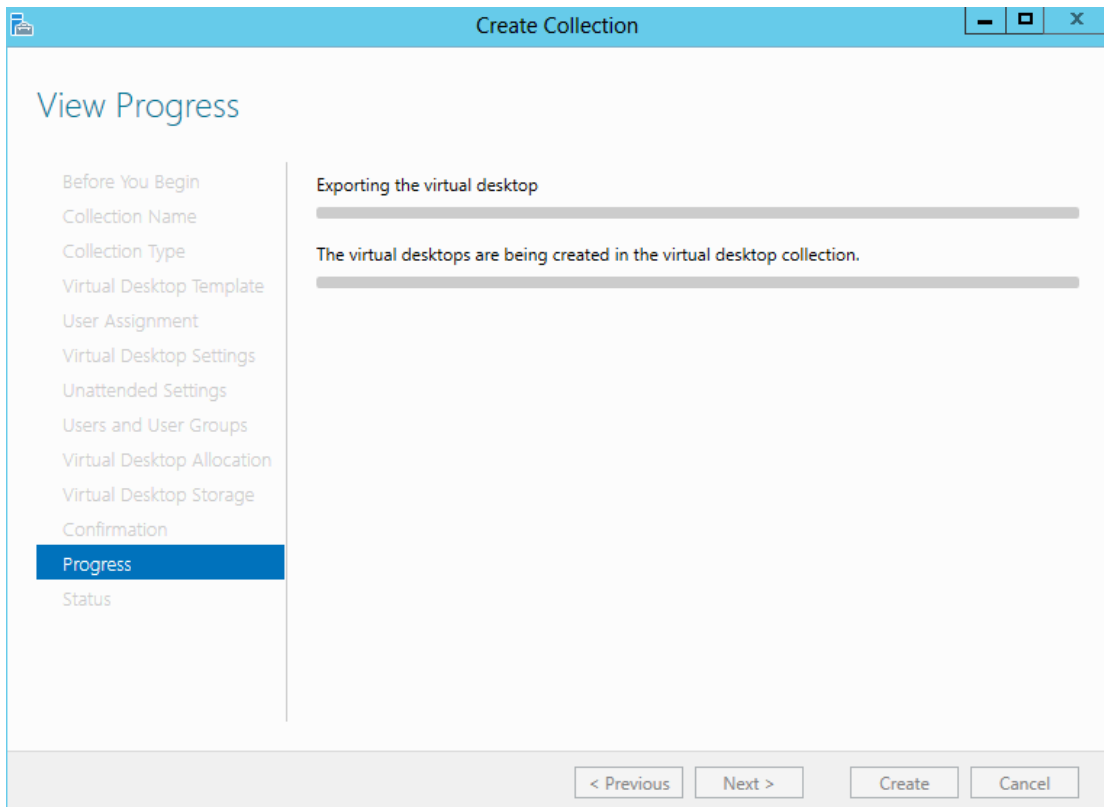 Create Collection
View Progress
Before You Begin
Collection Name
Collection Type
Virtual Desktop Template
User Assignment
Virtual Desktop Settings
Unattended Settings
Users and User Groups
Virtual Desktop Allocation
Virtual Desktop Storage
Confirmation
Progress
Status
Exporting the virtual desktop
The virtual desktops are being created in the virtual desktop collection.
< Previous
Next >
Create
Cancel